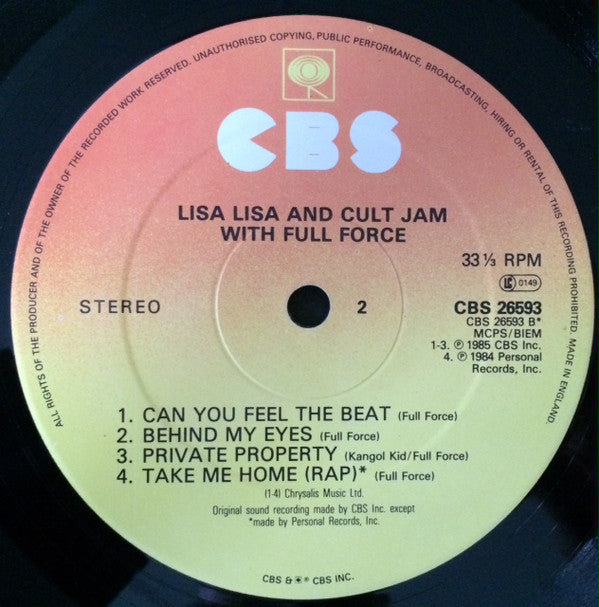 ALL RIGHTS OF THE PRODUCER AND OF THE OWNER OF THE RECORDED WORK RESERVED. UNAUTHORISED COPYING, PUBLIC PERFORMANCE, BROADCASTING, HIRING OR RENTAL OF THIS RECORDING PROHIBITED. MADE IN ENGLAND.
CBS
LISA LISA AND CULT JAM
WITH FULL FORCE
33 ⅓ RPM
LC 0149
STEREO
2
CBS 26593
CBS 26593 B*
MCPS/BIEM
1-3. ℗ 1985 CBS Inc.
4. ℗ 1984 Personal
Records, Inc.
1. CAN YOU FEEL THE BEAT (Full Force)
2. BEHIND MY EYES (Full Force)
3. PRIVATE PROPERTY (Kangol Kid/Full Force)
4. TAKE ME HOME (RAP)* (Full Force)
(1-4) Chrysalis Music Ltd.
Original sound recording made by CBS Inc. except
*made by Personal Records, Inc.
CBS & ® CBS INC.